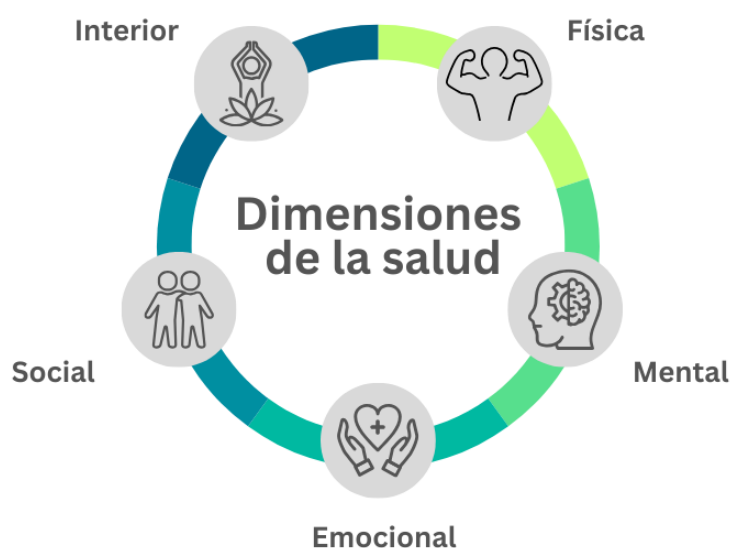 Interior
Física
Dimensiones
de la salud
Social
Mental
Emocional